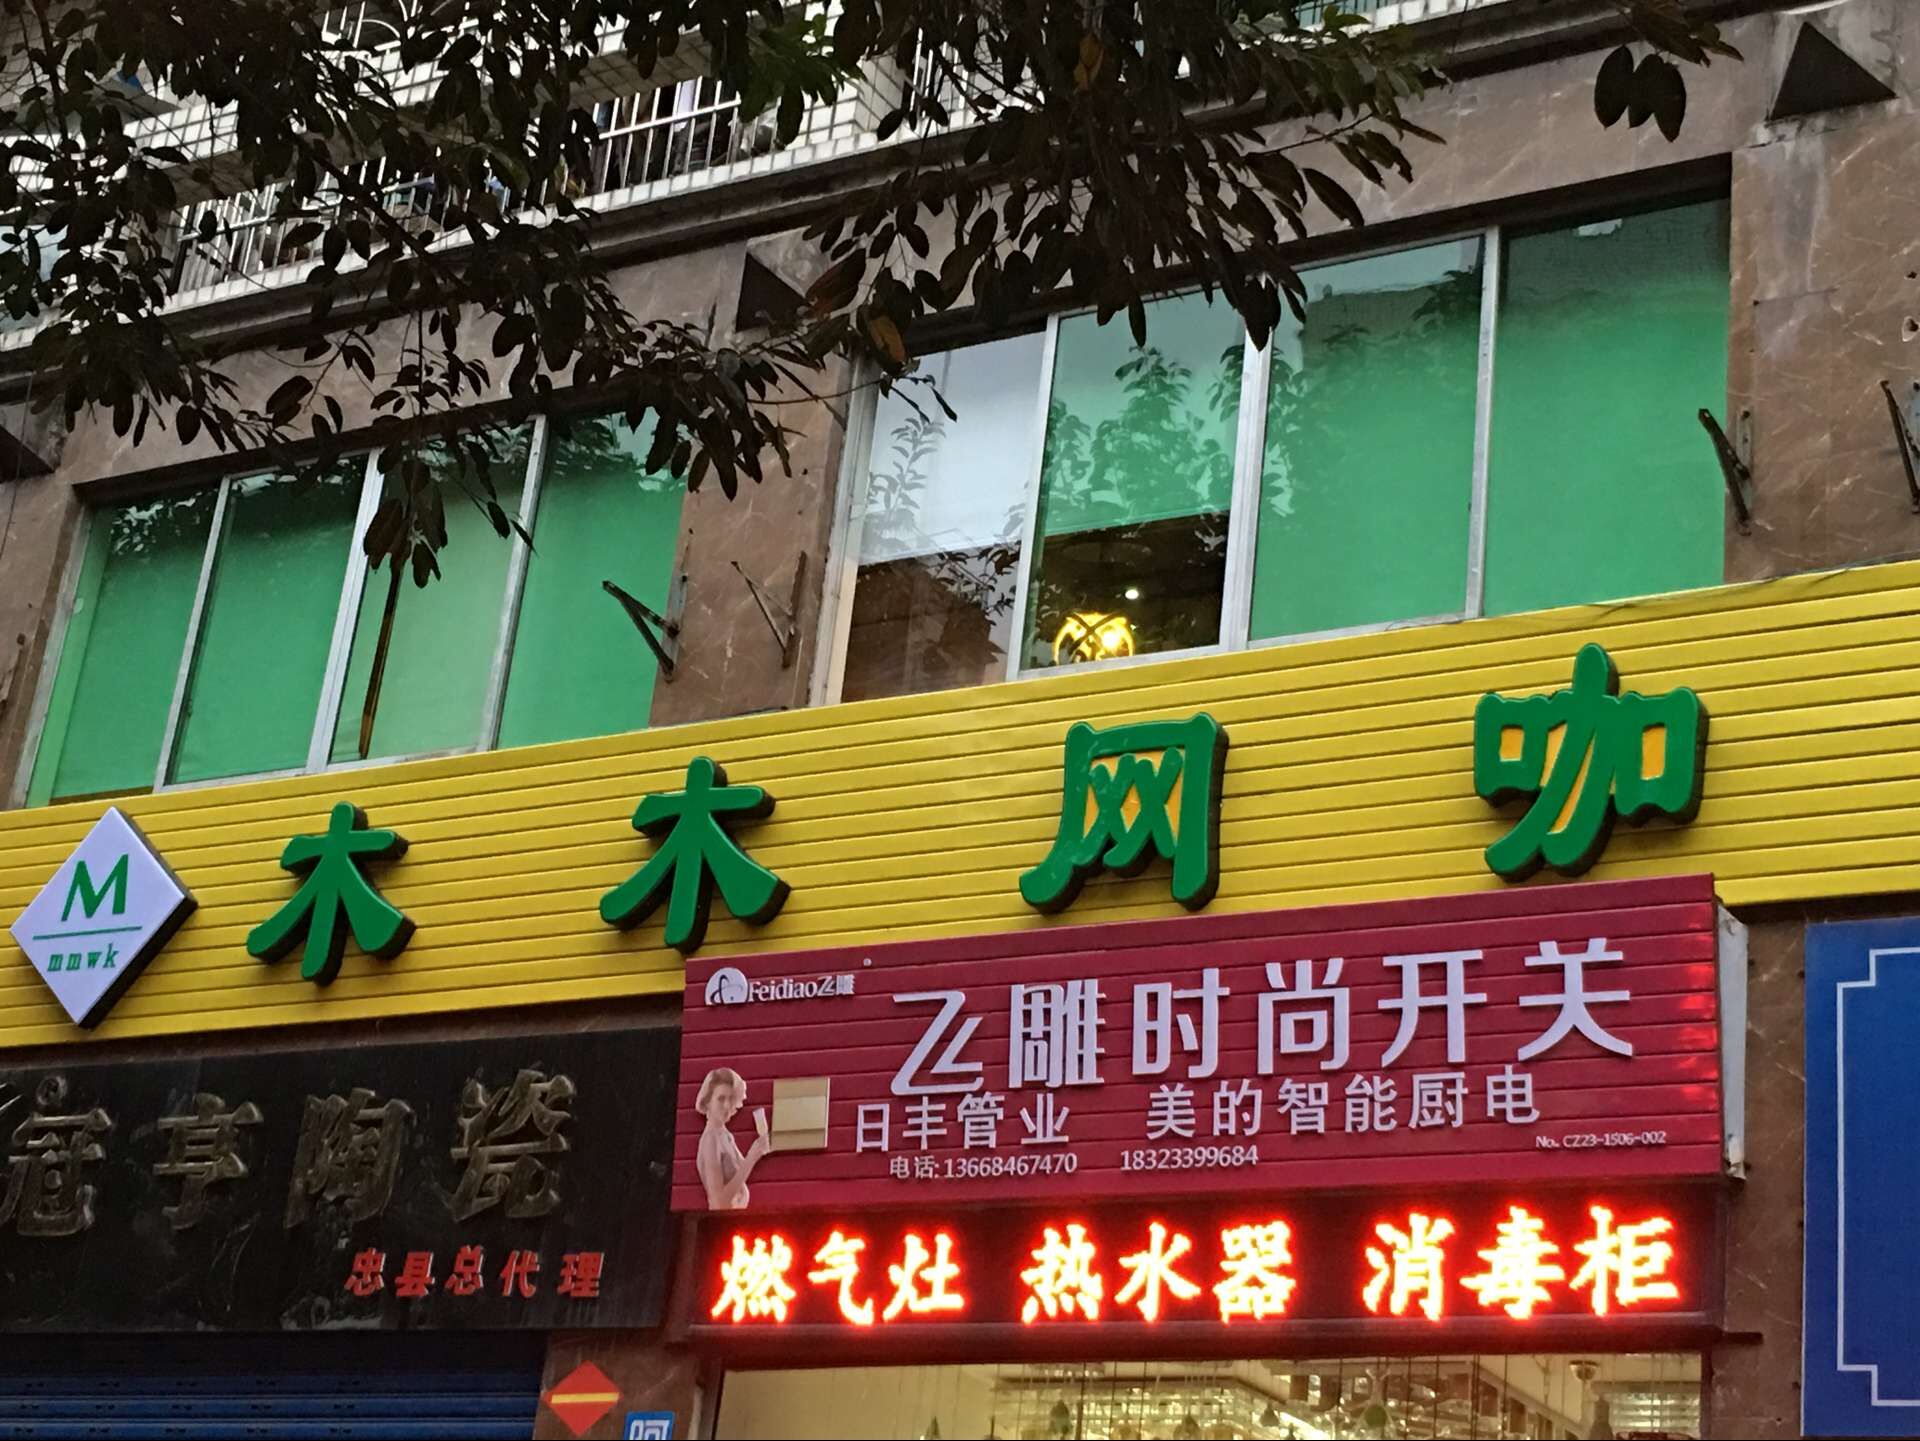 M
mmwk
木木网咖
Feidiao飞雕
飞雕时尚开关
日丰管业 美的智能厨电
电话:13668467470 18323399684
No. CZ23-1506-002
冠亨陶瓷
忠县总代理
燃气灶 热水器 消毒柜